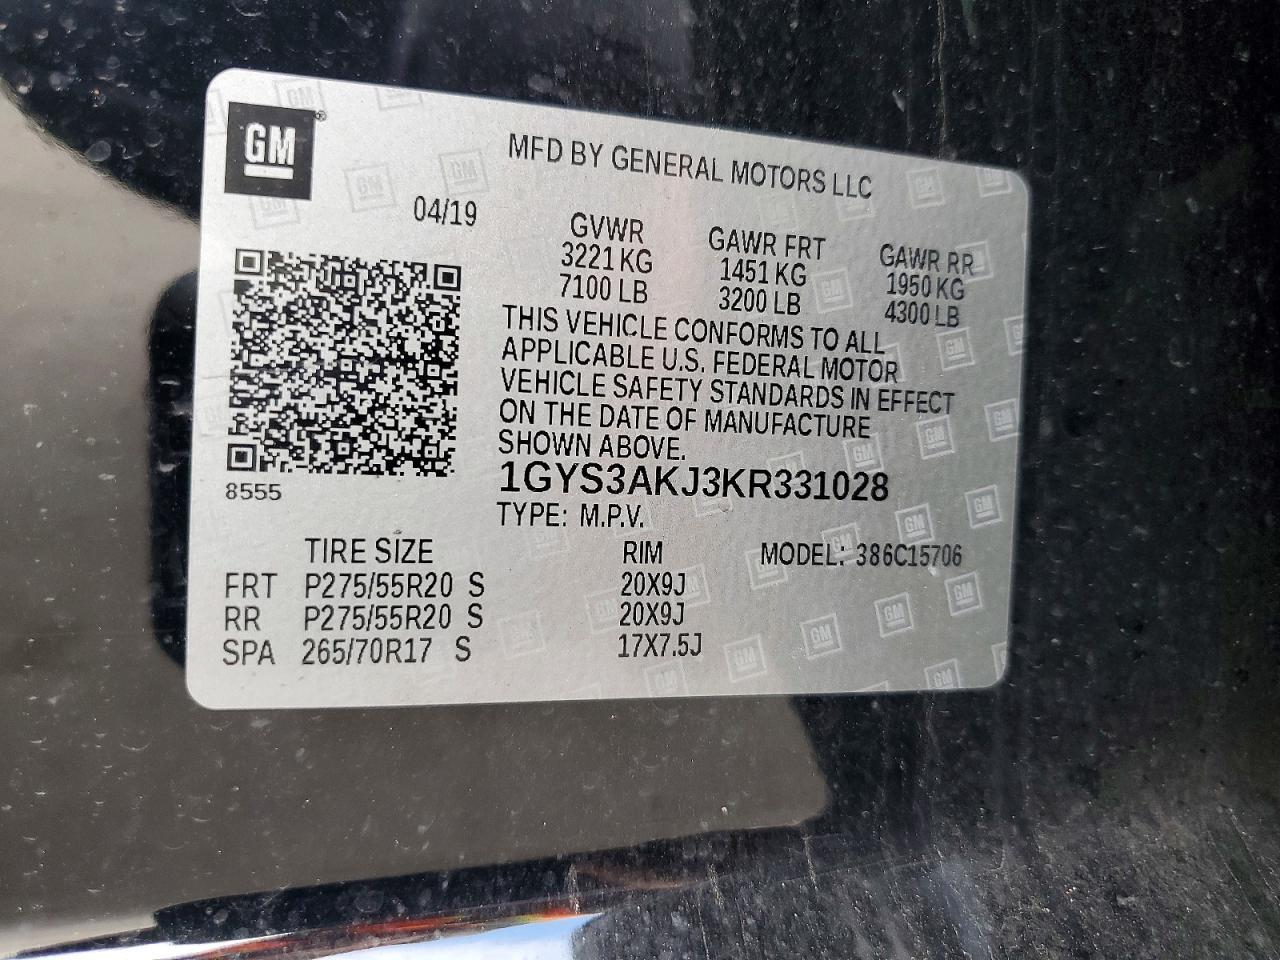 GM®
MFD BY GENERAL MOTORS LLC
04/19
GVWR GAWR FRT GAWR RR
3221 KG 1451 KG 1950 KG
7100 LB 3200 LB 4300 LB
THIS VEHICLE CONFORMS TO ALL
APPLICABLE U.S. FEDERAL MOTOR
VEHICLE SAFETY STANDARDS IN EFFECT
ON THE DATE OF MANUFACTURE
SHOWN ABOVE.
8555
1GYS3AKJ3KR331028
TYPE: M.P.V.
TIRE SIZE RIM MODEL: 386C15706
FRT P275/55R20 S 20X9J
RR P275/55R20 S 20X9J
SPA 265/70R17 S 17X7.5J